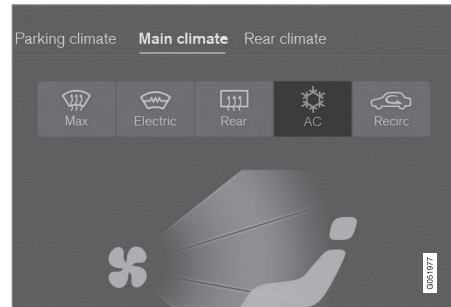 Parking climate Main climate Rear climate
Max Electric Rear AC Recirc
G051977